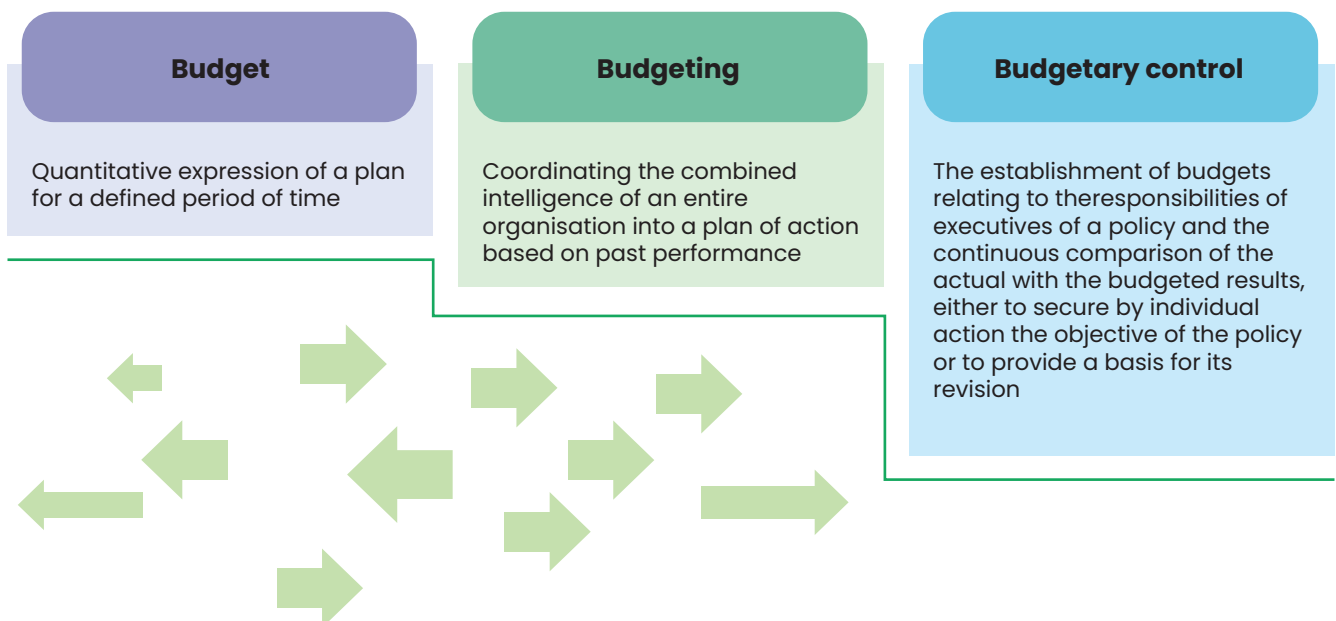 Budget
Quantitative expression of a plan
for a defined period of time
Budgeting
Coordinating the combined
intelligence of an entire
organisation into a plan of action
based on past performance
Budgetary control
The establishment of budgets
relating to theresponsibilities of
executives of a policy and the
continuous comparison of the
actual with the budgeted results,
either to secure by individual
action the objective of the policy
or to provide a basis for its
revision